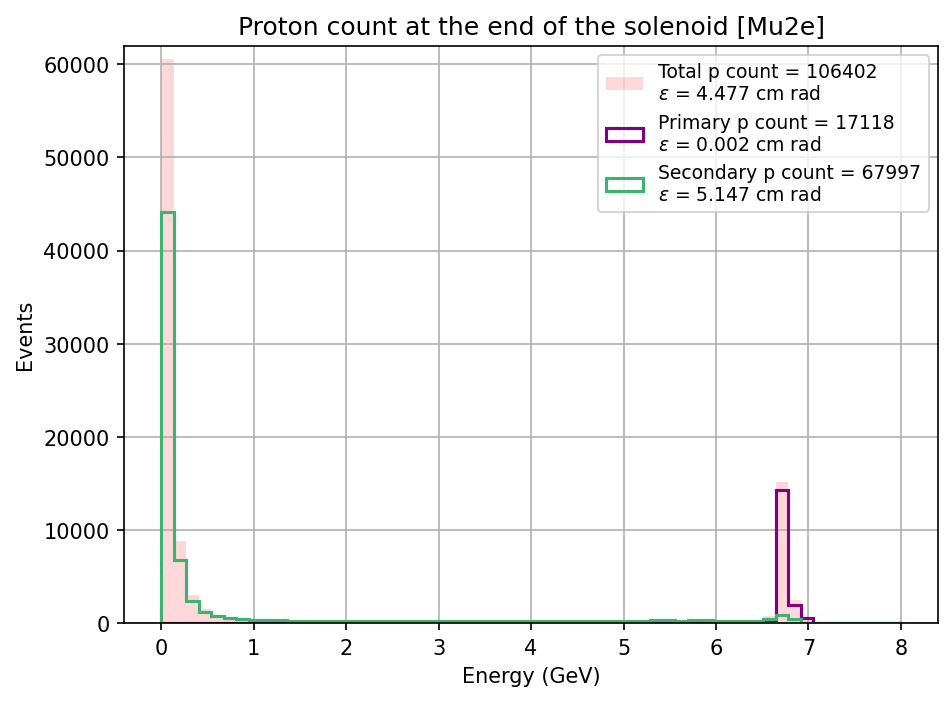 Proton count at the end of the solenoid [Mu2e]
Total p count = 106402
ε = 4.477 cm rad
Primary p count = 17118
ε = 0.002 cm rad
Secondary p count = 67997
ε = 5.147 cm rad
60000
50000
40000
30000
20000
10000
0
Events
0 1 2 3 4 5 6 7 8
Energy (GeV)